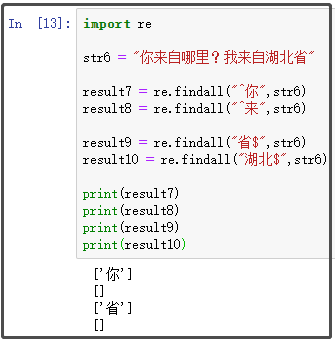 In [13]: import re
str6 = "你来自哪里？我来自湖北省"
result7 = re.findall("^你",str6)
result8 = re.findall("^来",str6)
result9 = re.findall("省$",str6)
result10 = re.findall("湖北$",str6)
print(result7)
print(result8)
print(result9)
print(result10)
['你']
[]
['省']
[]